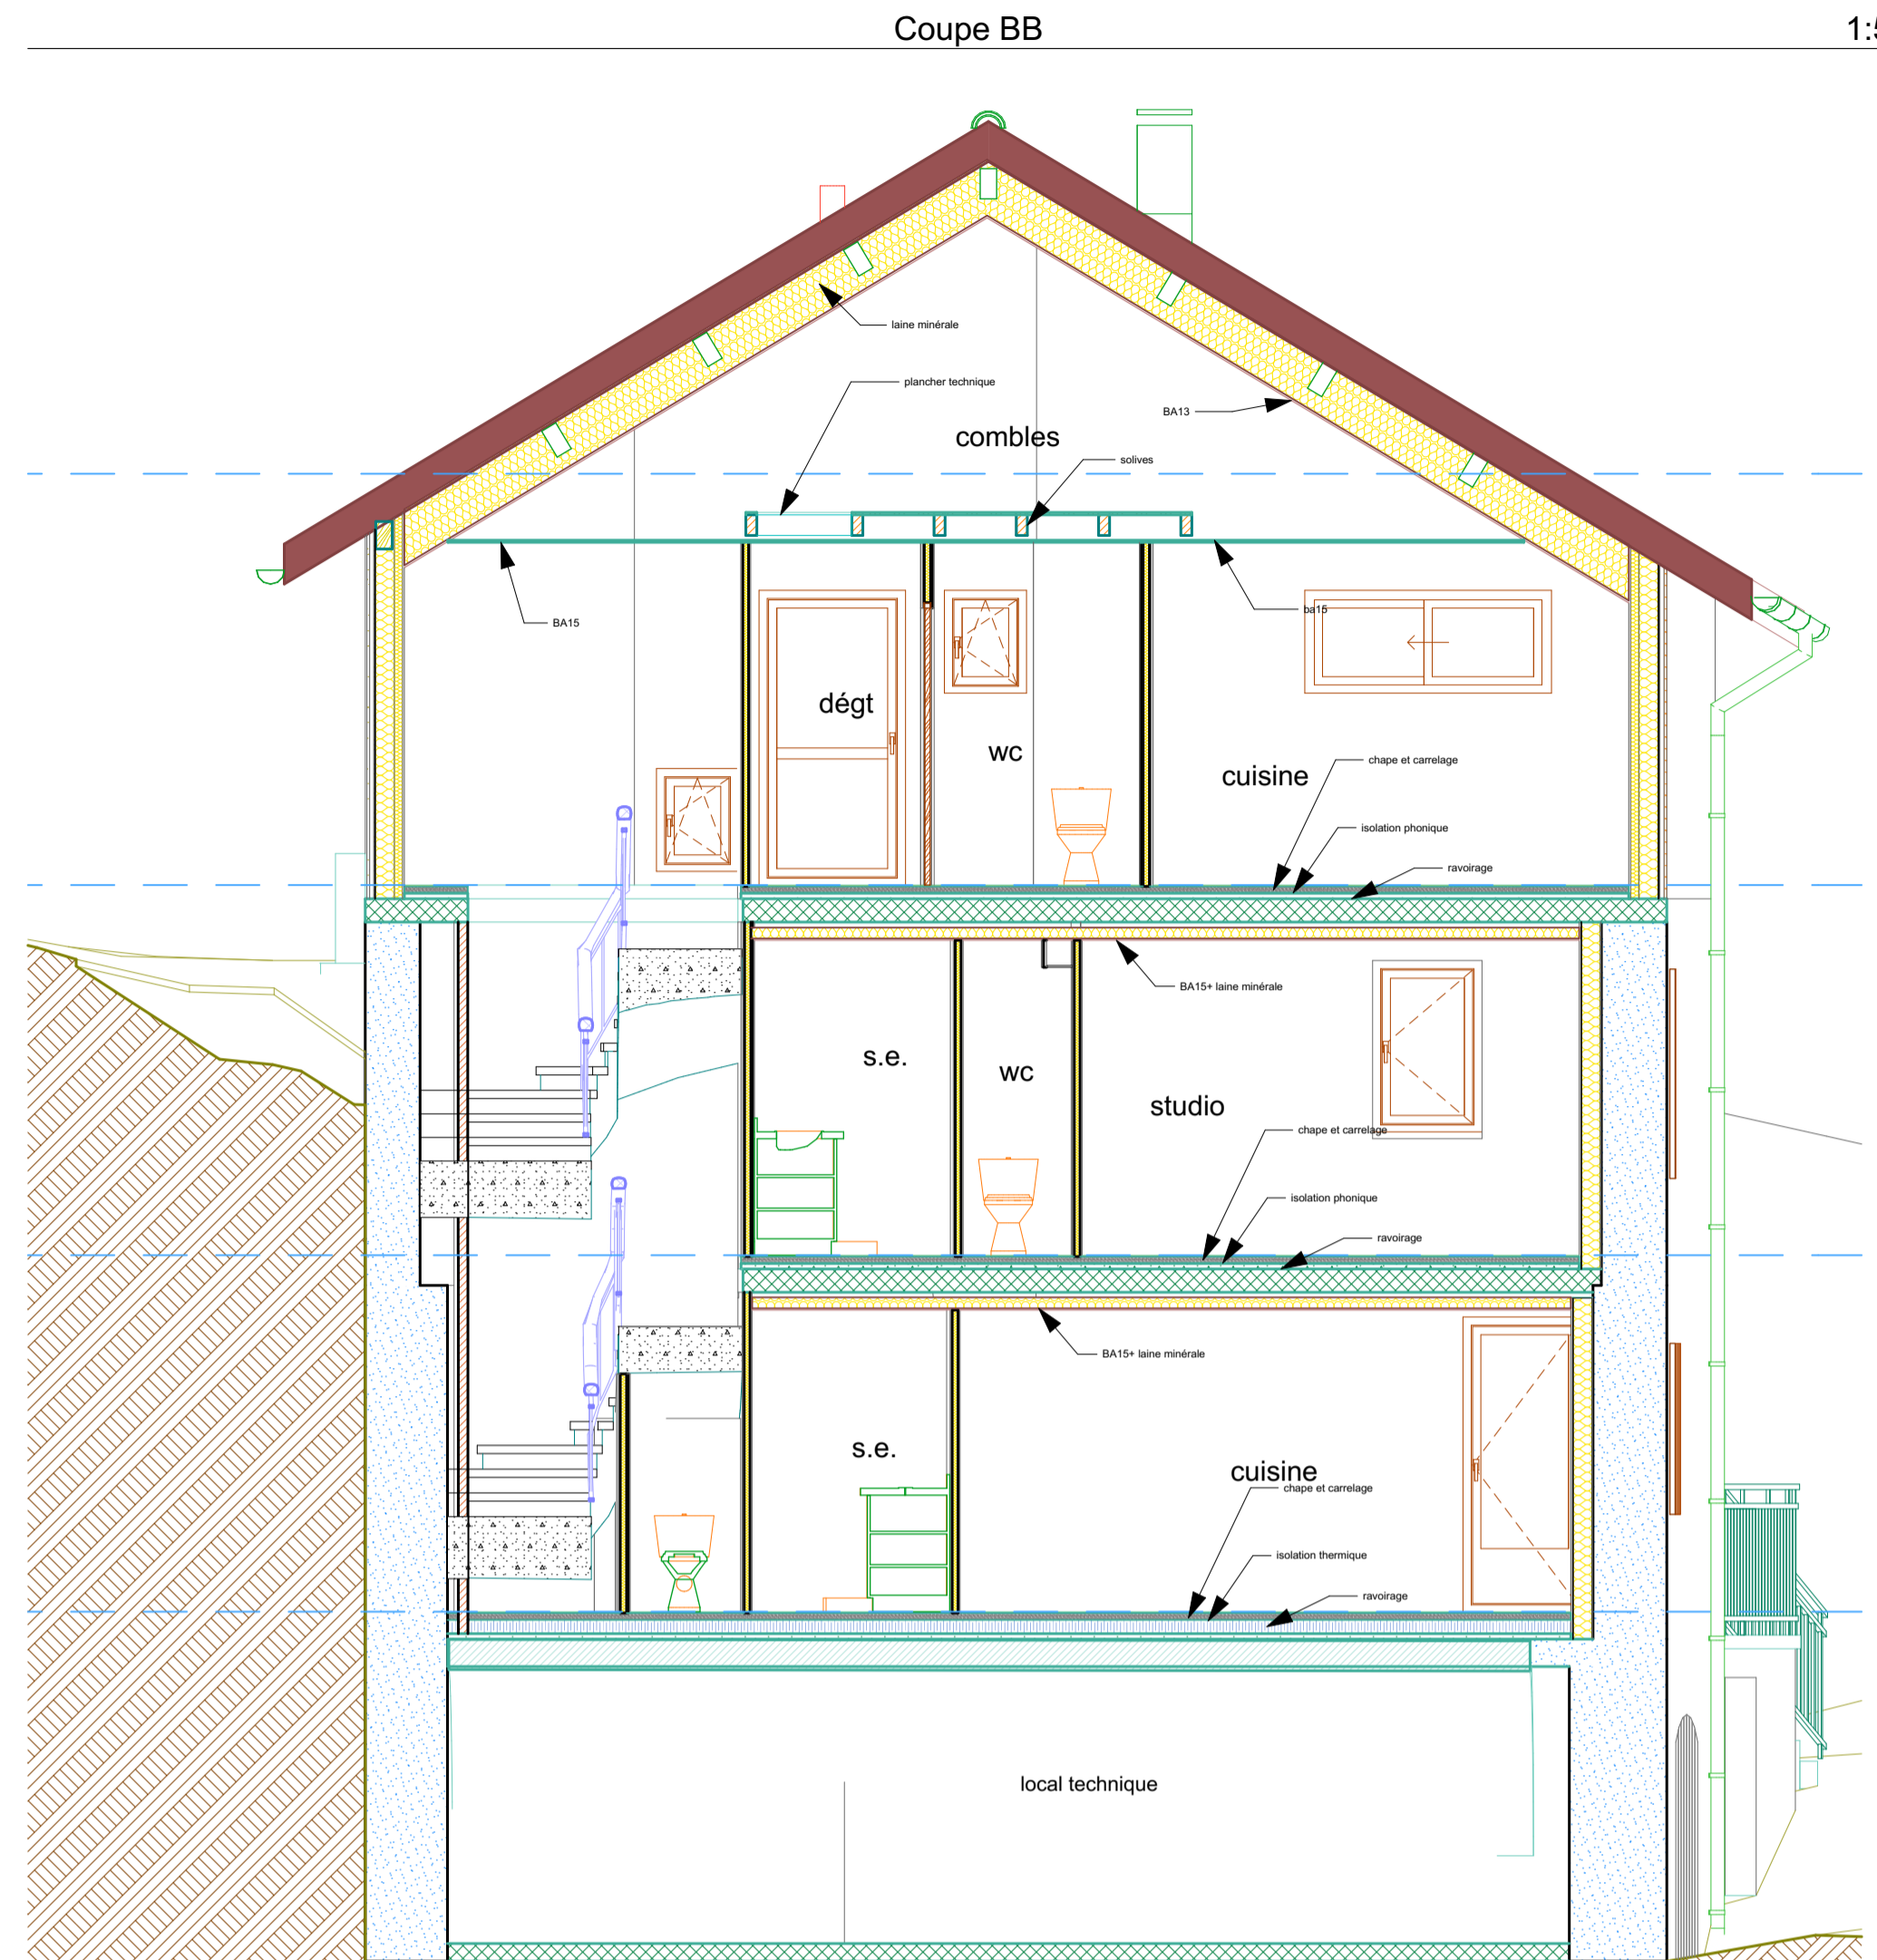 Coupe BB
1:5
laine minérale
plancher technique
BA13
combles
solives
BA15
ba15
dégt
wc
cuisine
chape et carrelage
isolation phonique
ravoirage
BA15+ laine minérale
s.e.
wc
studio
chape et carrelage
isolation phonique
ravoirage
BA15+ laine minérale
s.e.
cuisine
chape et carrelage
isolation thermique
ravoirage
local technique